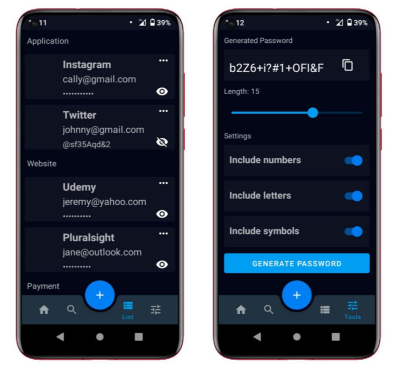 11
39%
Application
Instagram
cally@gmail.com
Twitter
johnny@gmail.com
@sf35Aqd&2
Website
Udemy
jeremy@yahoo.com
Pluralsight
jane@outlook.com
Payment
List
12
39%
Generated Password
b2Z6+i?#1+OFI&F
Length: 15
Settings
Include numbers
Include letters
Include symbols
GENERATE PASSWORD
Tools